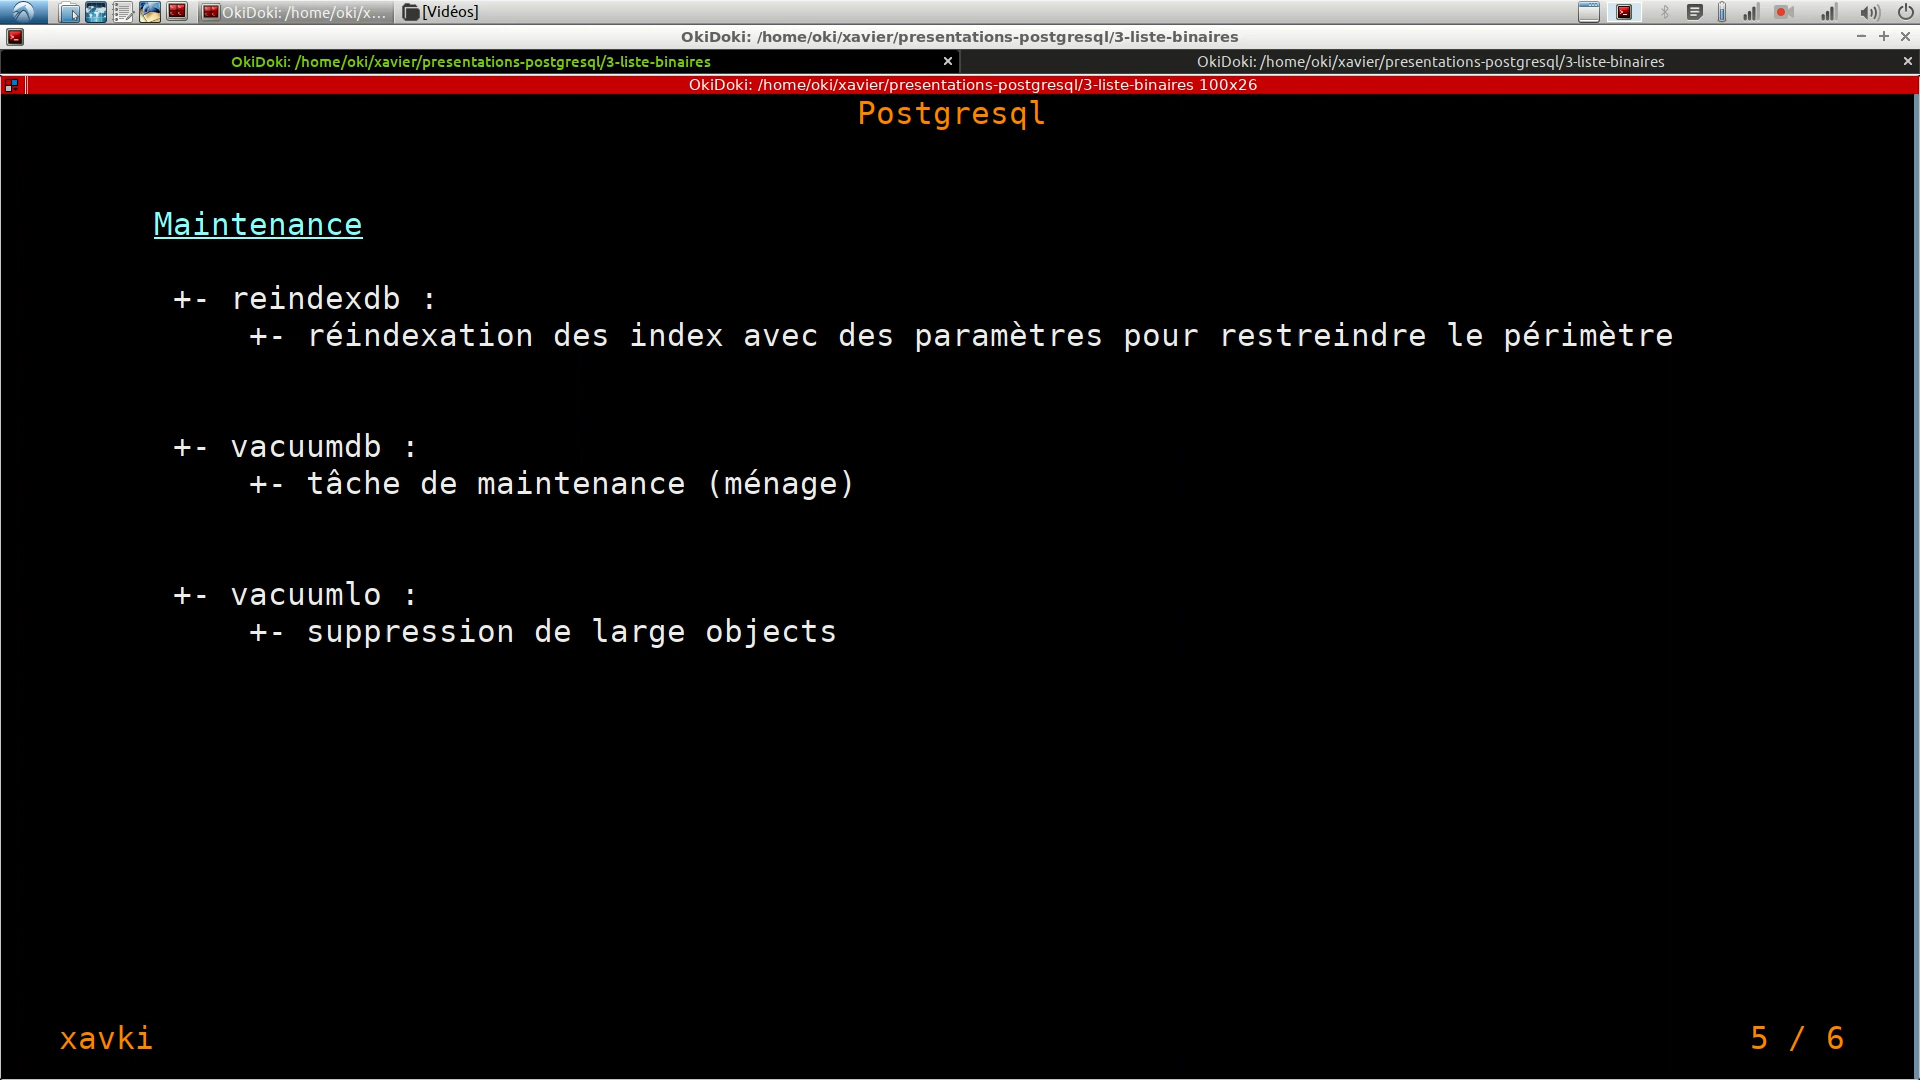 OkiDoki: /home/oki/x...
[Vidéos]
OkiDoki: /home/oki/xavier/presentations-postgresql/3-liste-binaires
OkiDoki: /home/oki/xavier/presentations-postgresql/3-liste-binaires
OkiDoki: /home/oki/xavier/presentations-postgresql/3-liste-binaires
OkiDoki: /home/oki/xavier/presentations-postgresql/3-liste-binaires 100x26
Postgresql
Maintenance
+- reindexdb :
+- réindexation des index avec des paramètres pour restreindre le périmètre
+- vacuumdb :
+- tâche de maintenance (ménage)
+- vacuumlo :
+- suppression de large objects
xavki
5 / 6